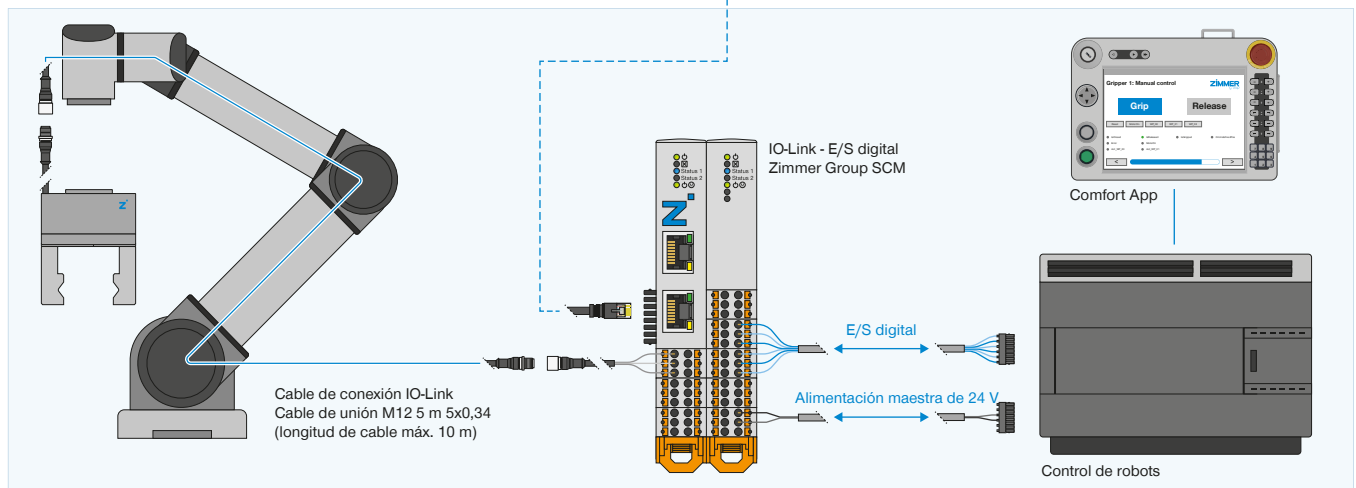 Gripper 1: Manual control
ZIMMER
Grip
Release
Comfort App
IO-Link - E/S digital
Zimmer Group SCM
Status 1
Status 2
Status 1
Status 2
Z
Z
E/S digital
Alimentación maestra de 24 V
Cable de conexión IO-Link
Cable de unión M12 5 m 5x0,34
(longitud de cable máx. 10 m)
Control de robots